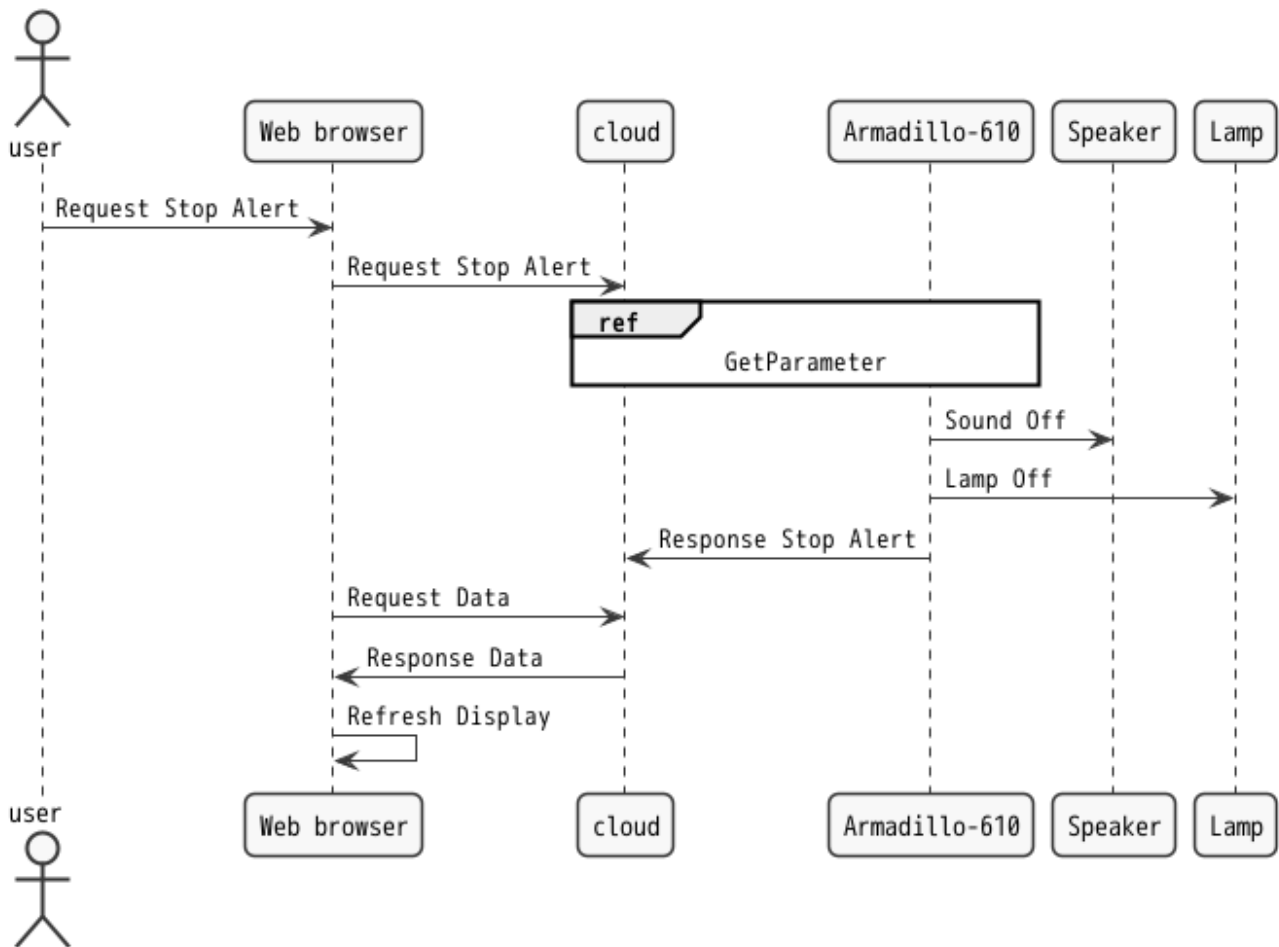 user
Web browser
cloud
Armadillo-610
Speaker
Lamp
Request Stop Alert
Request Stop Alert
ref
GetParameter
Sound Off
Lamp Off
Response Stop Alert
Request Data
Response Data
Refresh Display
user
Web browser
cloud
Armadillo-610
Speaker
Lamp